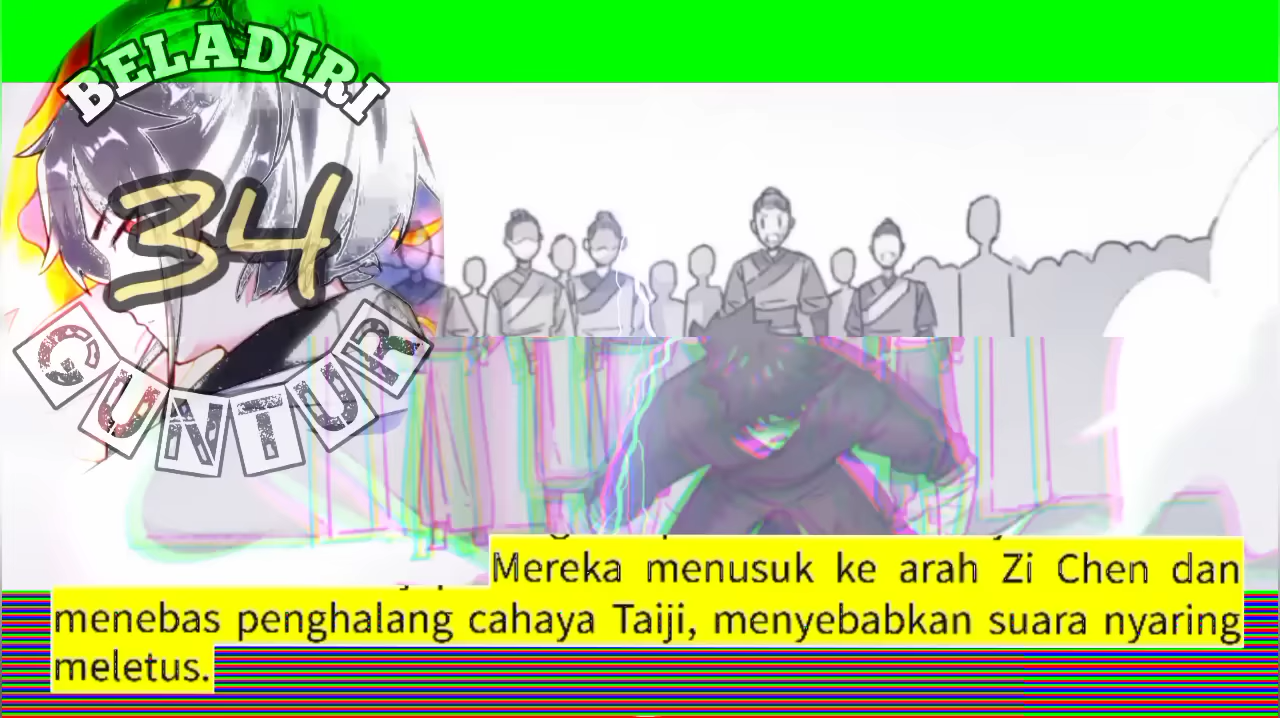 BELADIRI
34
GUNTUR
Mereka menusuk ke arah Zi Chen dan
menebas penghalang cahaya Taiji, menyebabkan suara nyaring
meletus.